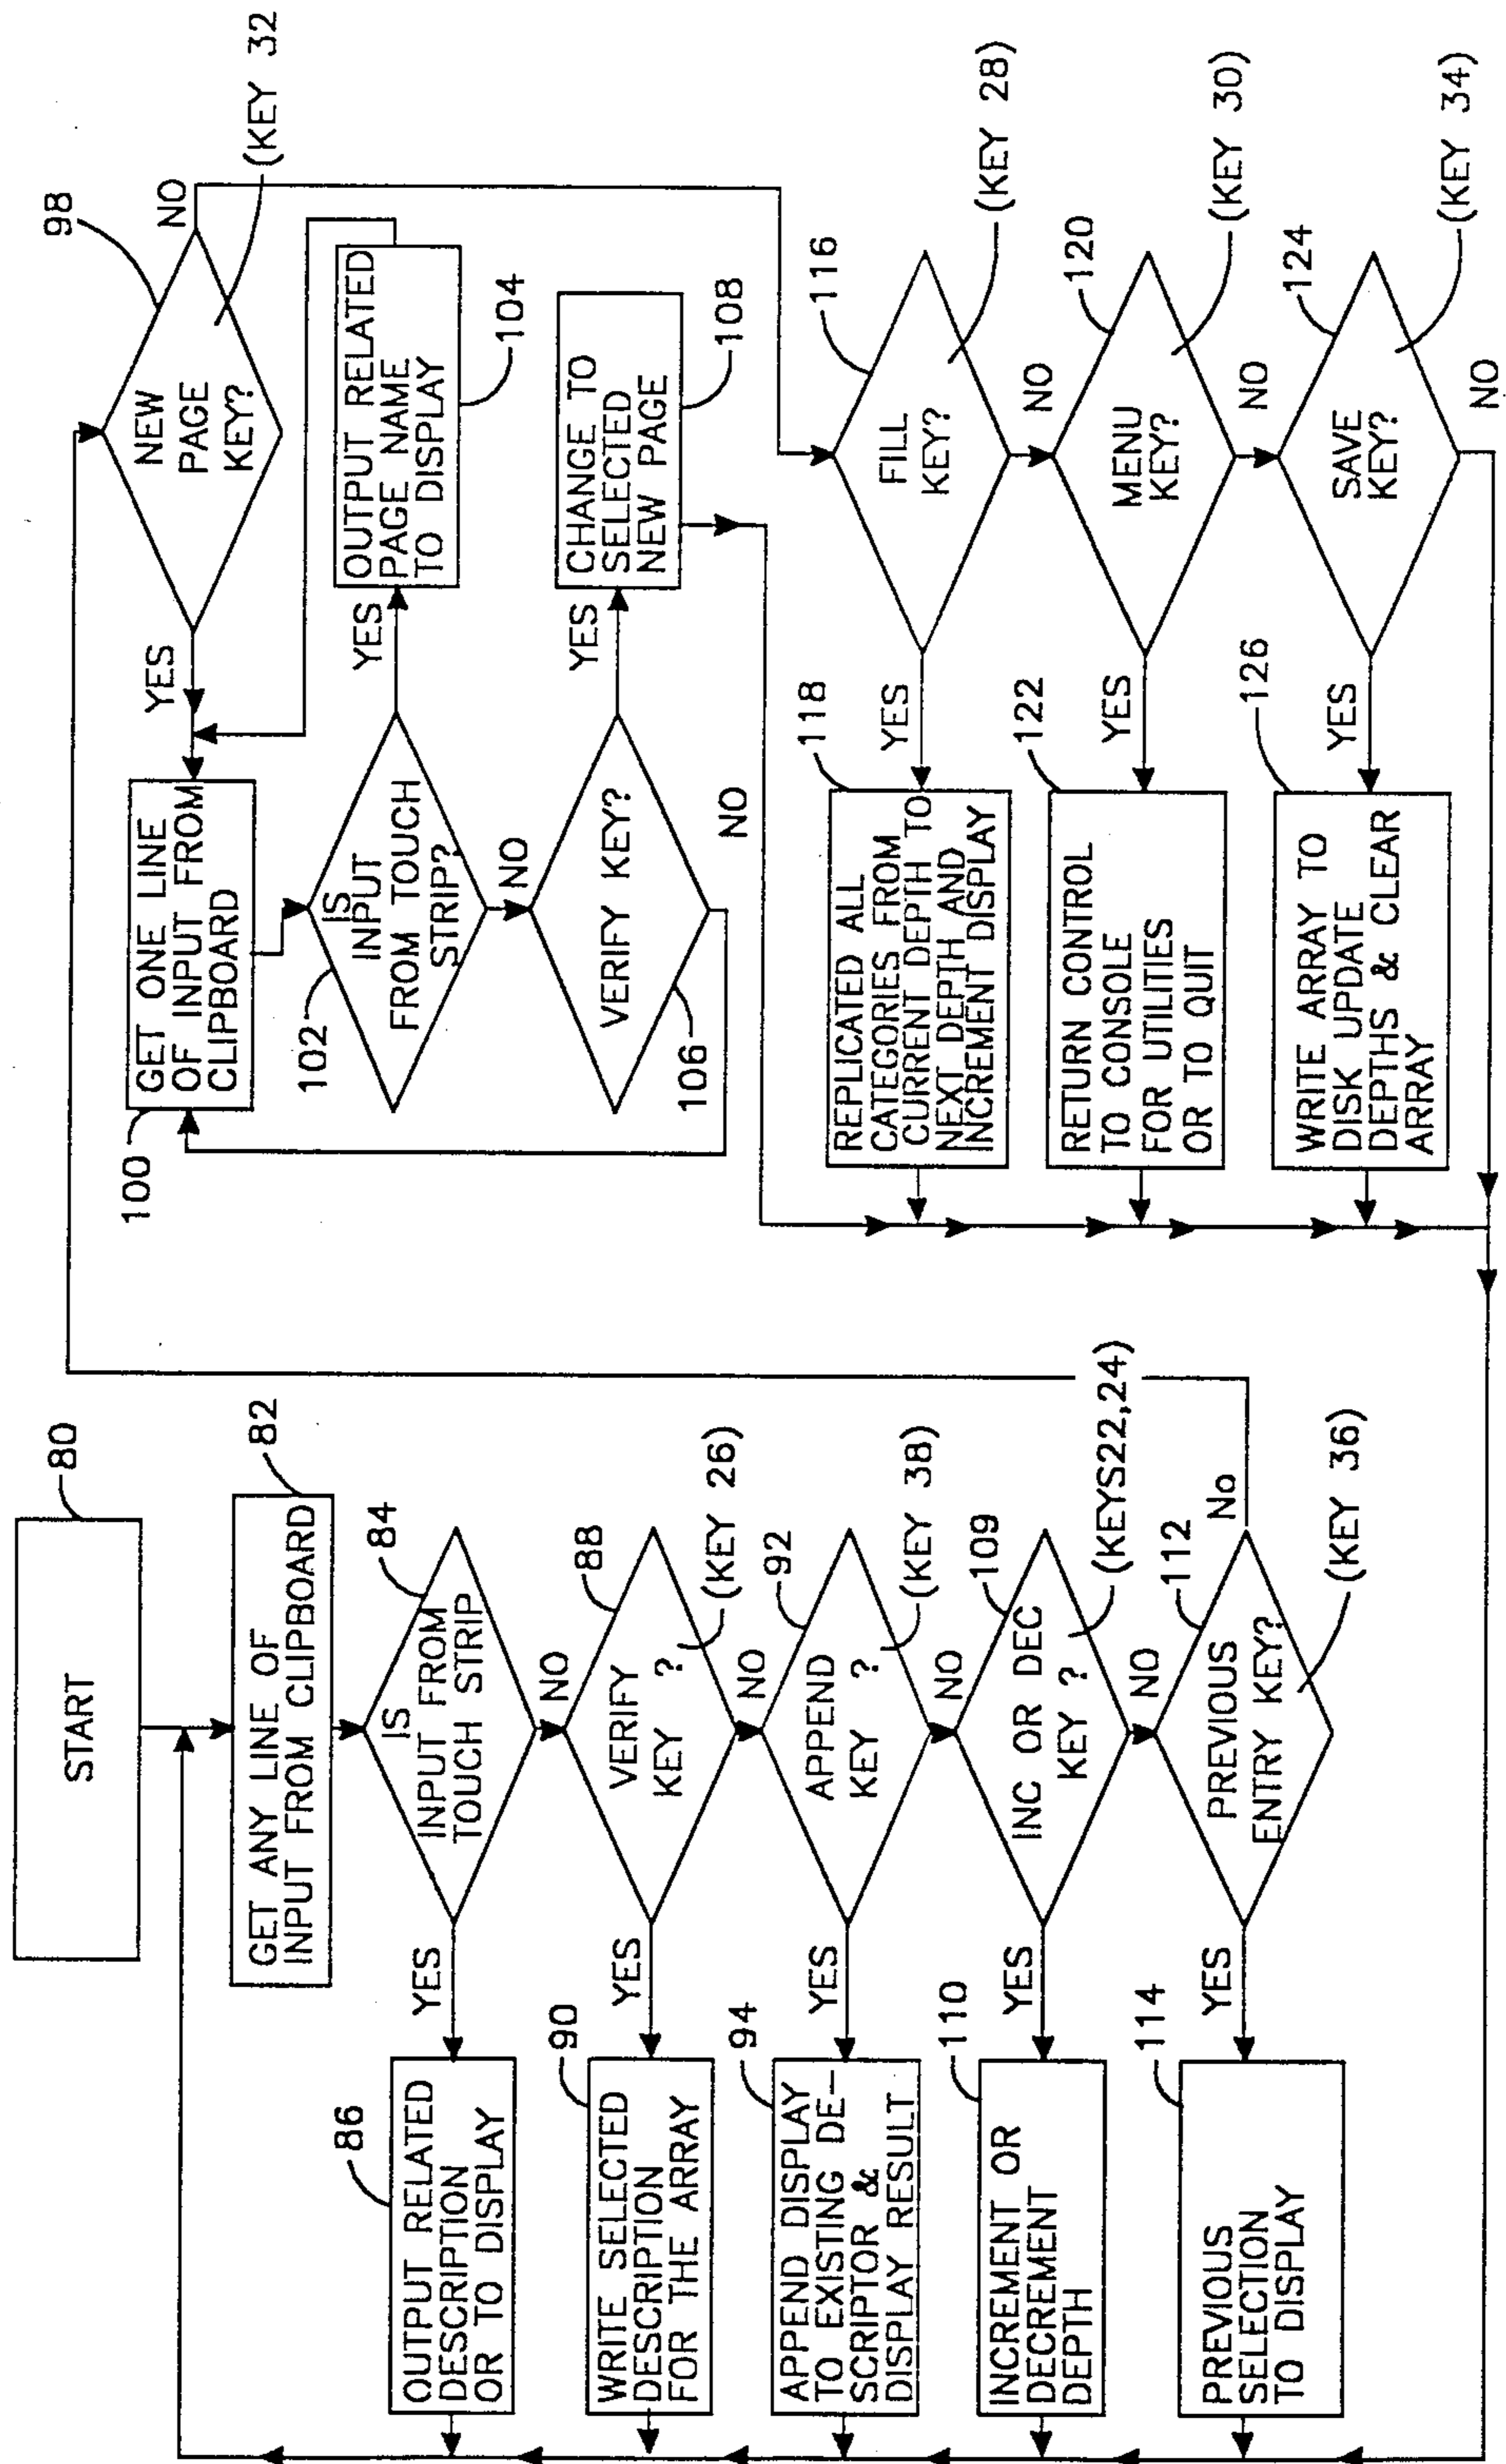 80
START
82
GET ANY LINE OF
INPUT FROM CLIPBOARD
84
IS
INPUT FROM
TOUCH STRIP
YES
NO
86
OUTPUT RELATED
DESCRIPTION
OR TO DISPLAY
88
VERIFY
KEY ?
(KEY 26)
YES
NO
90
WRITE SELECTED
DESCRIPTION
FOR THE ARRAY
92
APPEND
KEY ?
(KEY 38)
YES
NO
94
APPEND DISPLAY
TO EXISTING DE-
SCRIPTOR &
DISPLAY RESULT
109
INC OR DEC
KEY ?
(KEYS22,24)
YES
NO
110
INCREMENT OR
DECREMENT
DEPTH
112
PREVIOUS
ENTRY KEY?
(KEY 36)
YES
No
114
PREVIOUS
SELECTION
TO DISPLAY
98
NEW
PAGE
KEY?
(KEY 32
YES
NO
100
GET ONE LINE
OF INPUT FROM
CLIPBOARD
102
IS
INPUT
FROM TOUCH
STRIP?
YES
NO
OUTPUT RELATED
PAGE NAME
TO DISPLAY
104
VERIFY KEY?
106
YES
NO
CHANGE TO
SELECTED
NEW PAGE
108
116
FILL
KEY?
(KEY 28)
YES
NO
118
REPLICATED ALL
CATEGORIES FROM
CURRENT DEPTH TO
NEXT DEPTH AND
INCREMENT DISPLAY
120
MENU
KEY?
(KEY 30)
YES
NO
122
RETURN CONTROL
TO CONSOLE
FOR UTILITIES
OR TO QUIT
124
SAVE
KEY?
(KEY 34)
YES
NO
126
WRITE ARRAY TO
DISK UPDATE
DEPTHS & CLEAR
ARRAY